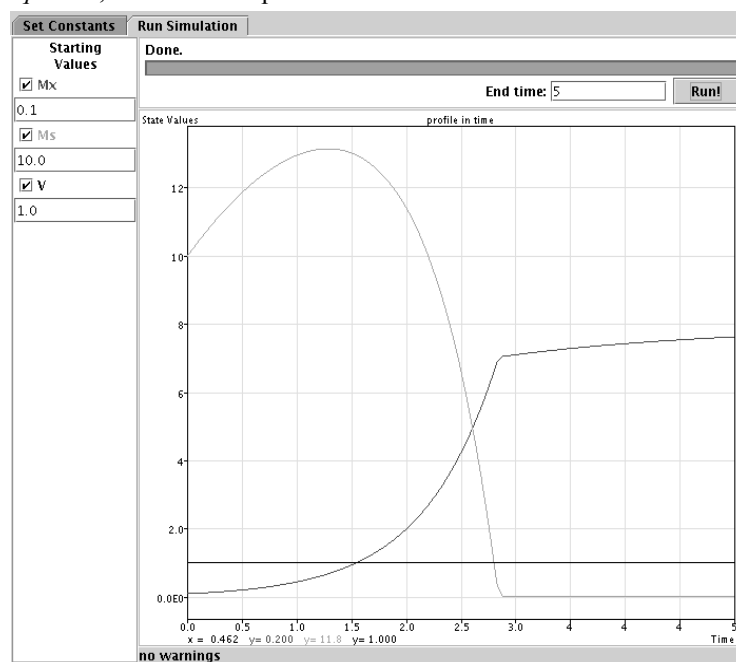 Set Constants Run Simulation
Starting Values
Mx
0.1
Ms
10.0
V
1.0
Done.
End time: 5 Run!
State Values profile in time
12
10
8
6
4
2.0
0.0E0
0.0 0.5 1.0 1.5 2.0 2.5 3.0 4 4 4 5
Time
x = 0.462 y= 0.200 y= 11.8 y= 1.000
no warnings